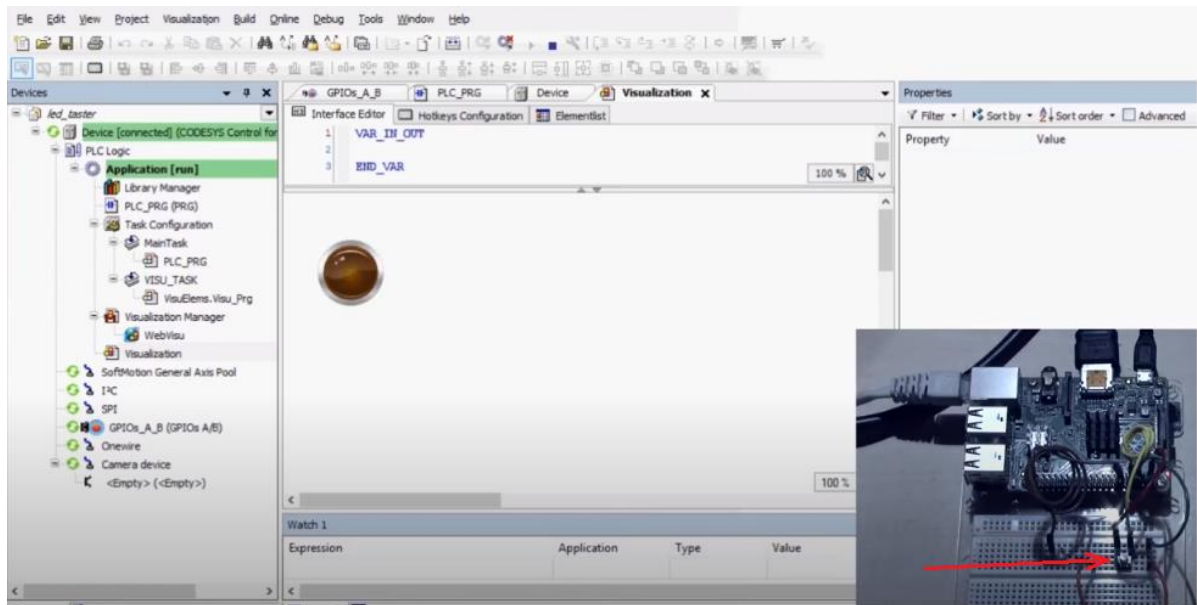 File Edit View Project Visualization Build Online Debug Tools Window Help
Devices
led_taster
Device [connected] (CODESYS Control for
PLC Logic
Application [run]
Library Manager
PLC_PRG (PRG)
Task Configuration
MainTask
PLC_PRG
VISU_TASK
VisuElems.Visu_Prg
Visualization Manager
WebVisu
Visualization
SoftMotion General Axis Pool
I²C
SPI
GPIOs_A_B (GPIOs A/B)
Onewire
Camera device
<Empty> (<Empty>)
GPIOs_A_B PLC_PRG Device Visualization
Interface Editor Hotkeys Configuration Elementlist
1 VAR_IN_OUT
2
3 END_VAR
100 %
100 %
Watch 1
Expression Application Type Value
Properties
Filter Sort by Sort order Advanced
Property Value